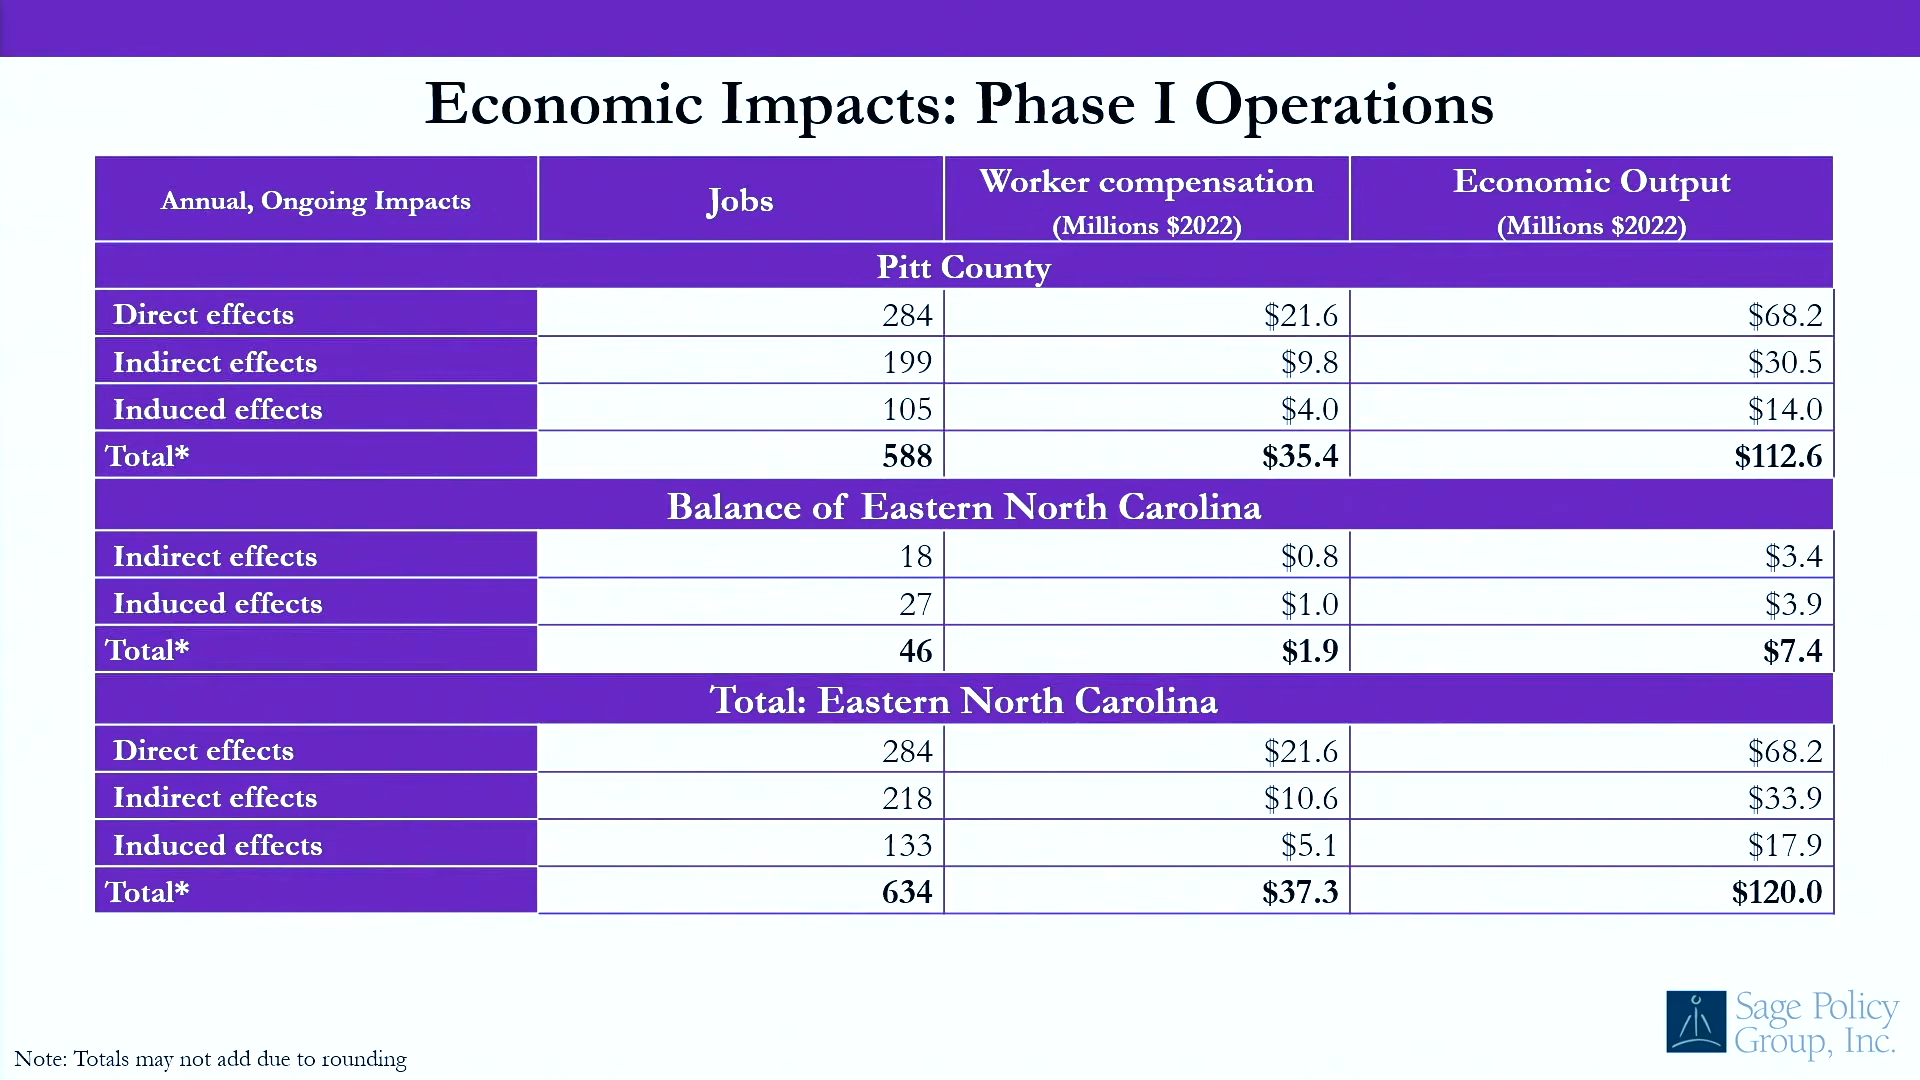 Economic Impacts: Phase I Operations
Annual, Ongoing Impacts Jobs Worker compensation (Millions $2022) Economic Output (Millions $2022)
Pitt County
Direct effects 284 $21.6 $68.2
Indirect effects 199 $9.8 $30.5
Induced effects 105 $4.0 $14.0
Total* 588 $35.4 $112.6
Balance of Eastern North Carolina
Indirect effects 18 $0.8 $3.4
Induced effects 27 $1.0 $3.9
Total* 46 $1.9 $7.4
Total: Eastern North Carolina
Direct effects 284 $21.6 $68.2
Indirect effects 218 $10.6 $33.9
Induced effects 133 $5.1 $17.9
Total* 634 $37.3 $120.0
Sage Policy
Group, Inc.
Note: Totals may not add due to rounding